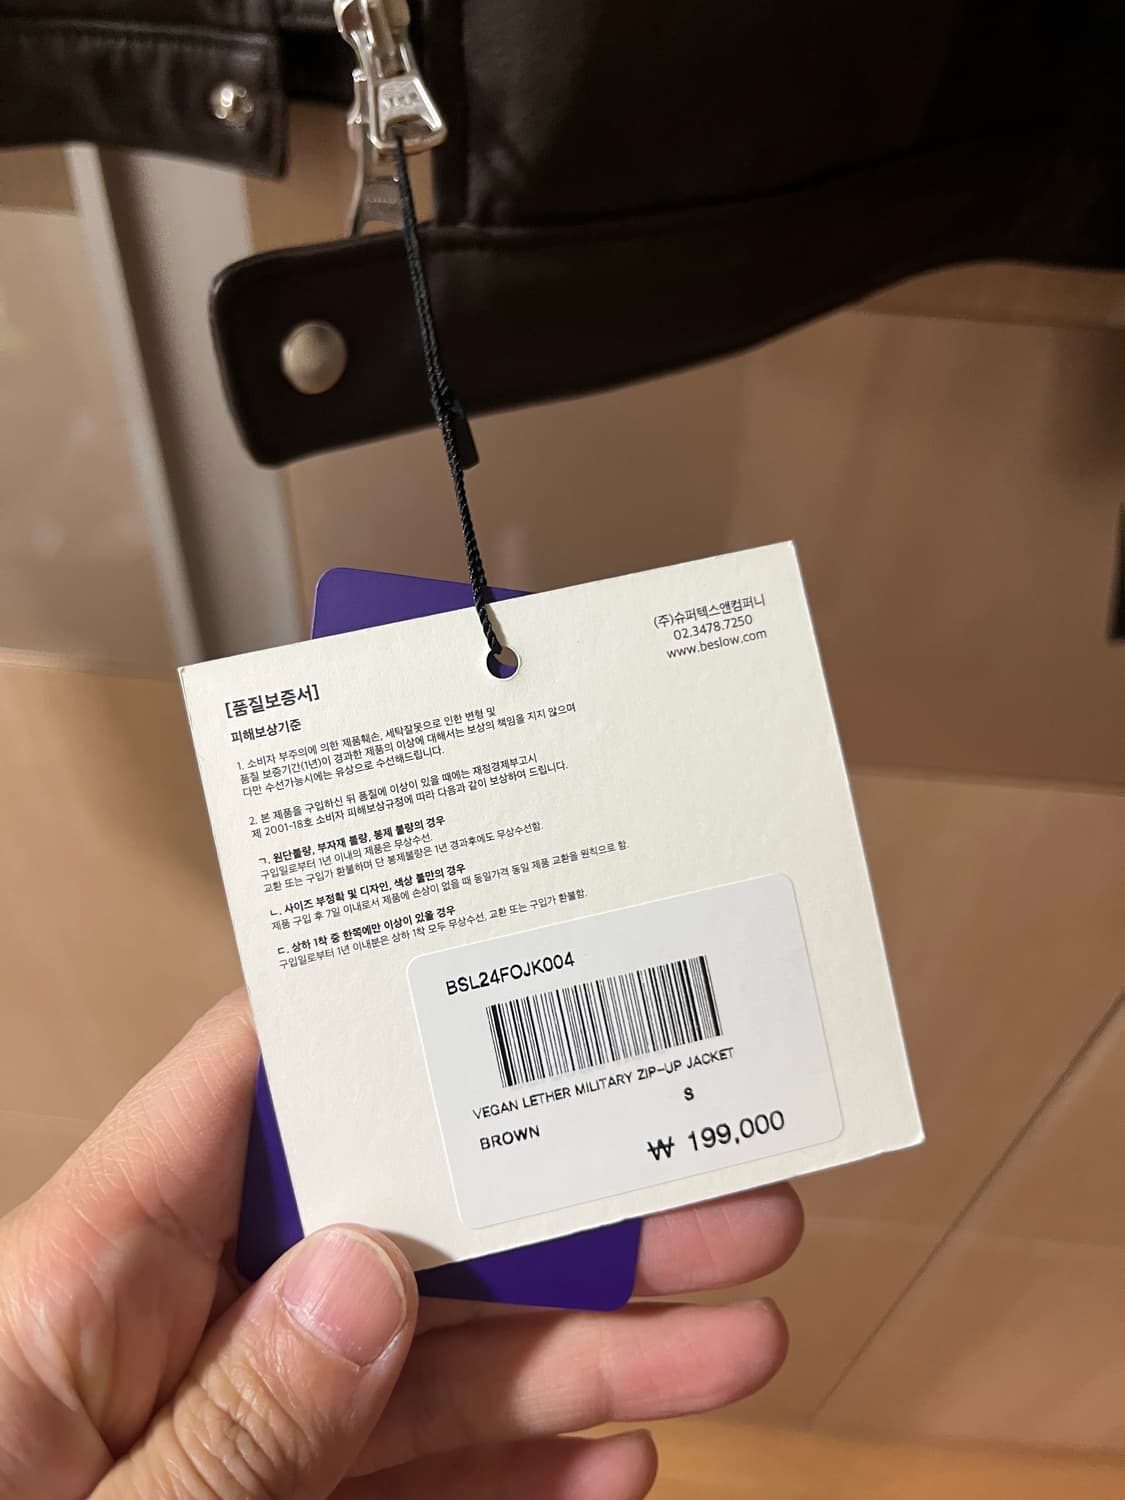 [품질보증서]
피해보상기준
1. 소비자 부주의에 의한 제품훼손, 세탁잘못으로 인한 변형 및
품질 보증기간(1년)이 경과한 제품의 이상에 대해서는 보상의 책임을 지지 않으며
다만 수선가능시에는 유상으로 수선해드립니다.
2. 본 제품을 구입하신 뒤 품질에 이상이 있을 때에는 재정경제부고시
제 2001-18호 소비자 피해보상규정에 따라 다음과 같이 보상하여 드립니다.
ㄱ. 원단불량, 부자재 불량, 봉제 불량의 경우
구입일로부터 1년 이내의 제품은 무상수선.
교환 또는 구입가 환불하며 단 봉제불량은 1년 경과후에도 무상수선함.
ㄴ. 사이즈 부정확 및 디자인, 색상 불만의 경우
제품 구입 후 7일 이내로서 제품에 손상이 없을 때 동일가격 동일 제품 교환을 원칙으로 함.
ㄷ. 상하 1착 중 한쪽에만 이상이 있을 경우
구입일로부터 1년 이내분은 상하 1착 모두 무상수선, 교환 또는 구입가 환불함.
(주)슈퍼텍스앤컴퍼니
02.3478.7250
www.beslow.com
BSL24FOJK004
VEGAN LETHER MILITARY ZIP-UP JACKET
S
BROWN
₩ 199,000